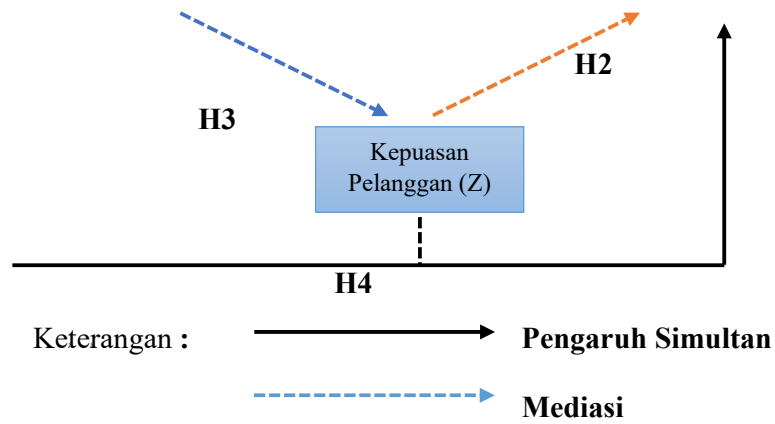 H2
H3
Kepuasan
Pelanggan (Z)
H4
Keterangan :
Pengaruh Simultan
Mediasi